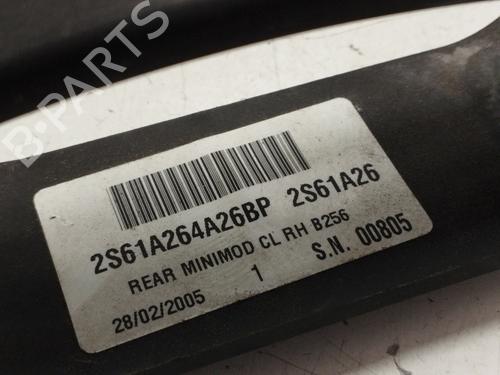 B-PARTS
2S61A264A26BP 2S61A26
REAR MINIMOD CL RH B256
28/02/2005 1 S.N. 00805